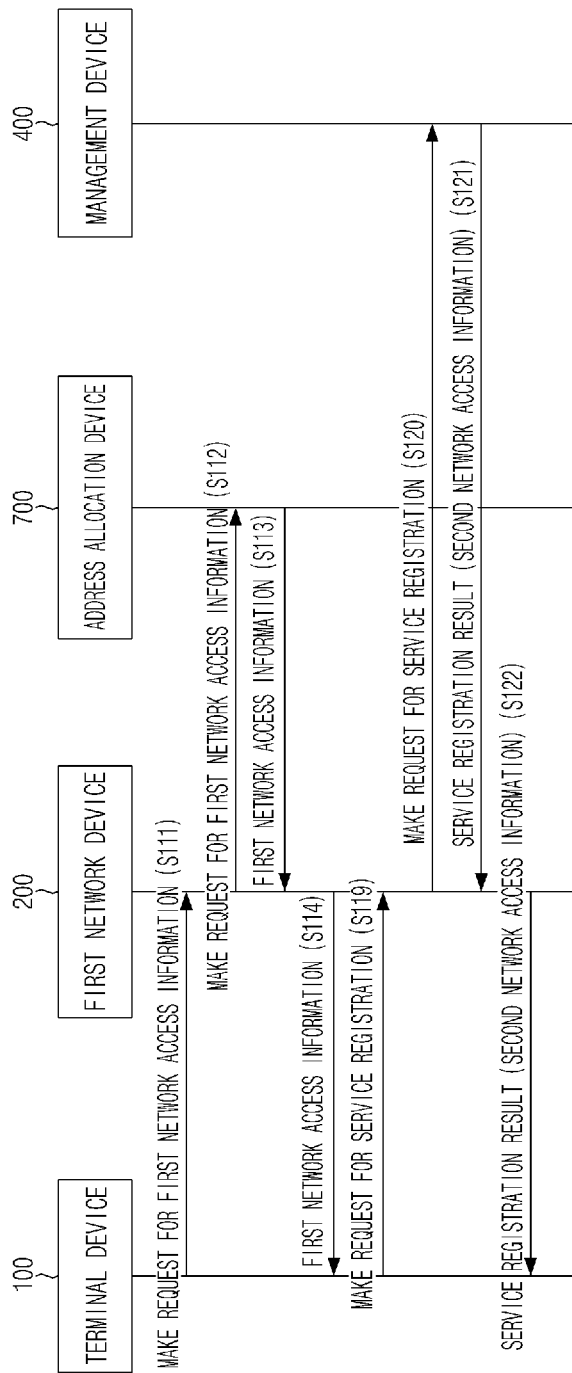 100
200
700
400
TERMINAL DEVICE
FIRST NETWORK DEVICE
ADDRESS ALLOCATION DEVICE
MANAGEMENT DEVICE
MAKE REQUEST FOR FIRST NETWORK ACCESS INFORMATION (S111)
MAKE REQUEST FOR FIRST NETWORK ACCESS INFORMATION (S112)
FIRST NETWORK ACCESS INFORMATION (S113)
FIRST NETWORK ACCESS INFORMATION (S114)
MAKE REQUEST FOR SERVICE REGISTRATION (S119)
MAKE REQUEST FOR SERVICE REGISTRATION (S120)
SERVICE REGISTRATION RESULT (SECOND NETWORK ACCESS INFORMATION) (S121)
SERVICE REGISTRATION RESULT (SECOND NETWORK ACCESS INFORMATION) (S122)